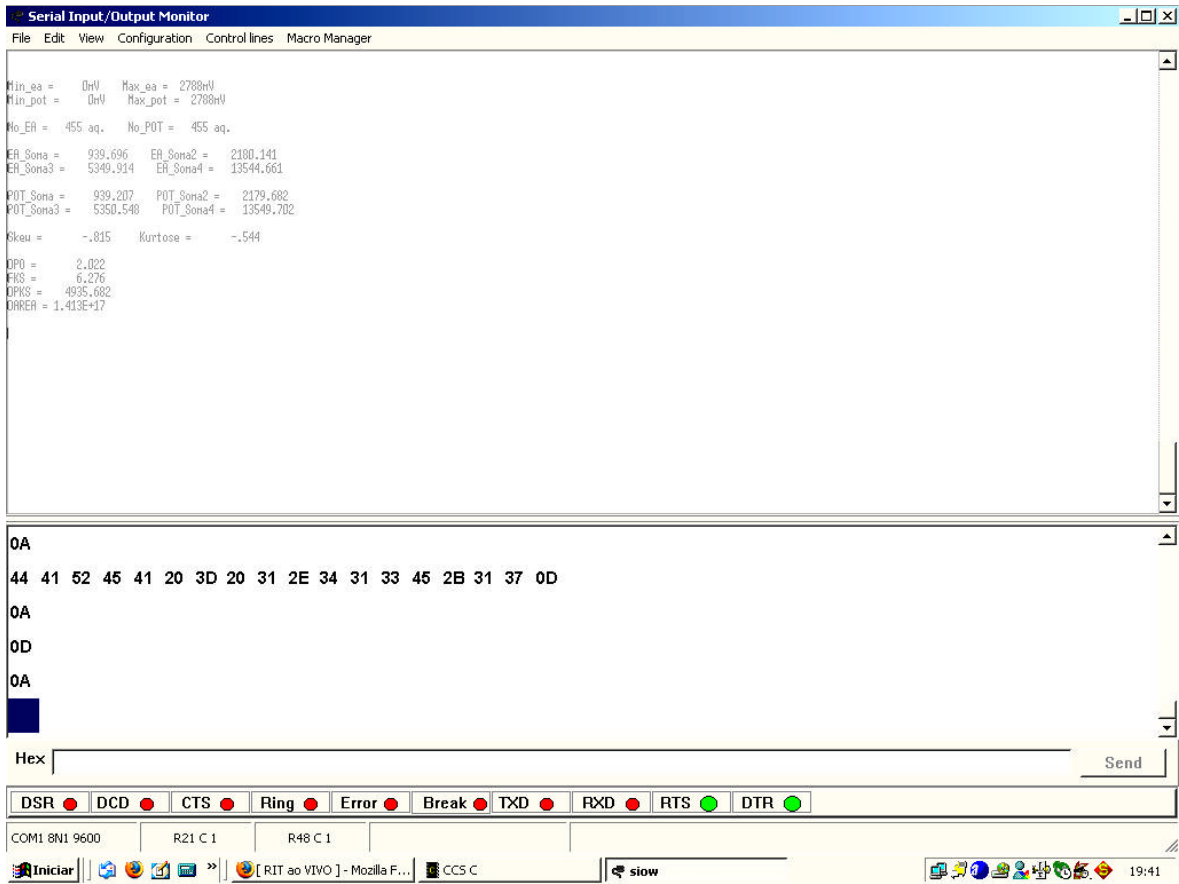 Serial Input/Output Monitor
File Edit View Configuration Control lines Macro Manager
Min_ea = 0mV Max_ea = 2788mV
Min_pot = 0mV Max_pot = 2788mV
No_EA = 455 aq. No_POT = 455 aq.
EA_Soma = 939.696 EA_Soma2 = 2180.141
EA_Soma3 = 5349.914 EA_Soma4 = 13544.661
POT_Soma = 939.207 POT_Soma2 = 2179.682
POT_Soma3 = 5350.548 POT_Soma4 = 13549.702
Skew = -.815 Kurtose = -.544
DPO = 2.022
FKS = 6.276
DPKS = 4935.682
DAREA = 1.413E+17
0A
44 41 52 45 41 20 3D 20 31 2E 34 31 33 45 2B 31 37 0D
0A
0D
0A
Hex Send
DSR DCD CTS Ring Error Break TXD RXD RTS DTR
COM1 8N1 9600 R21 C 1 R48 C 1
Iniciar » [ RIT ao VIVO ] - Mozilla F... CCS C siow 19:41